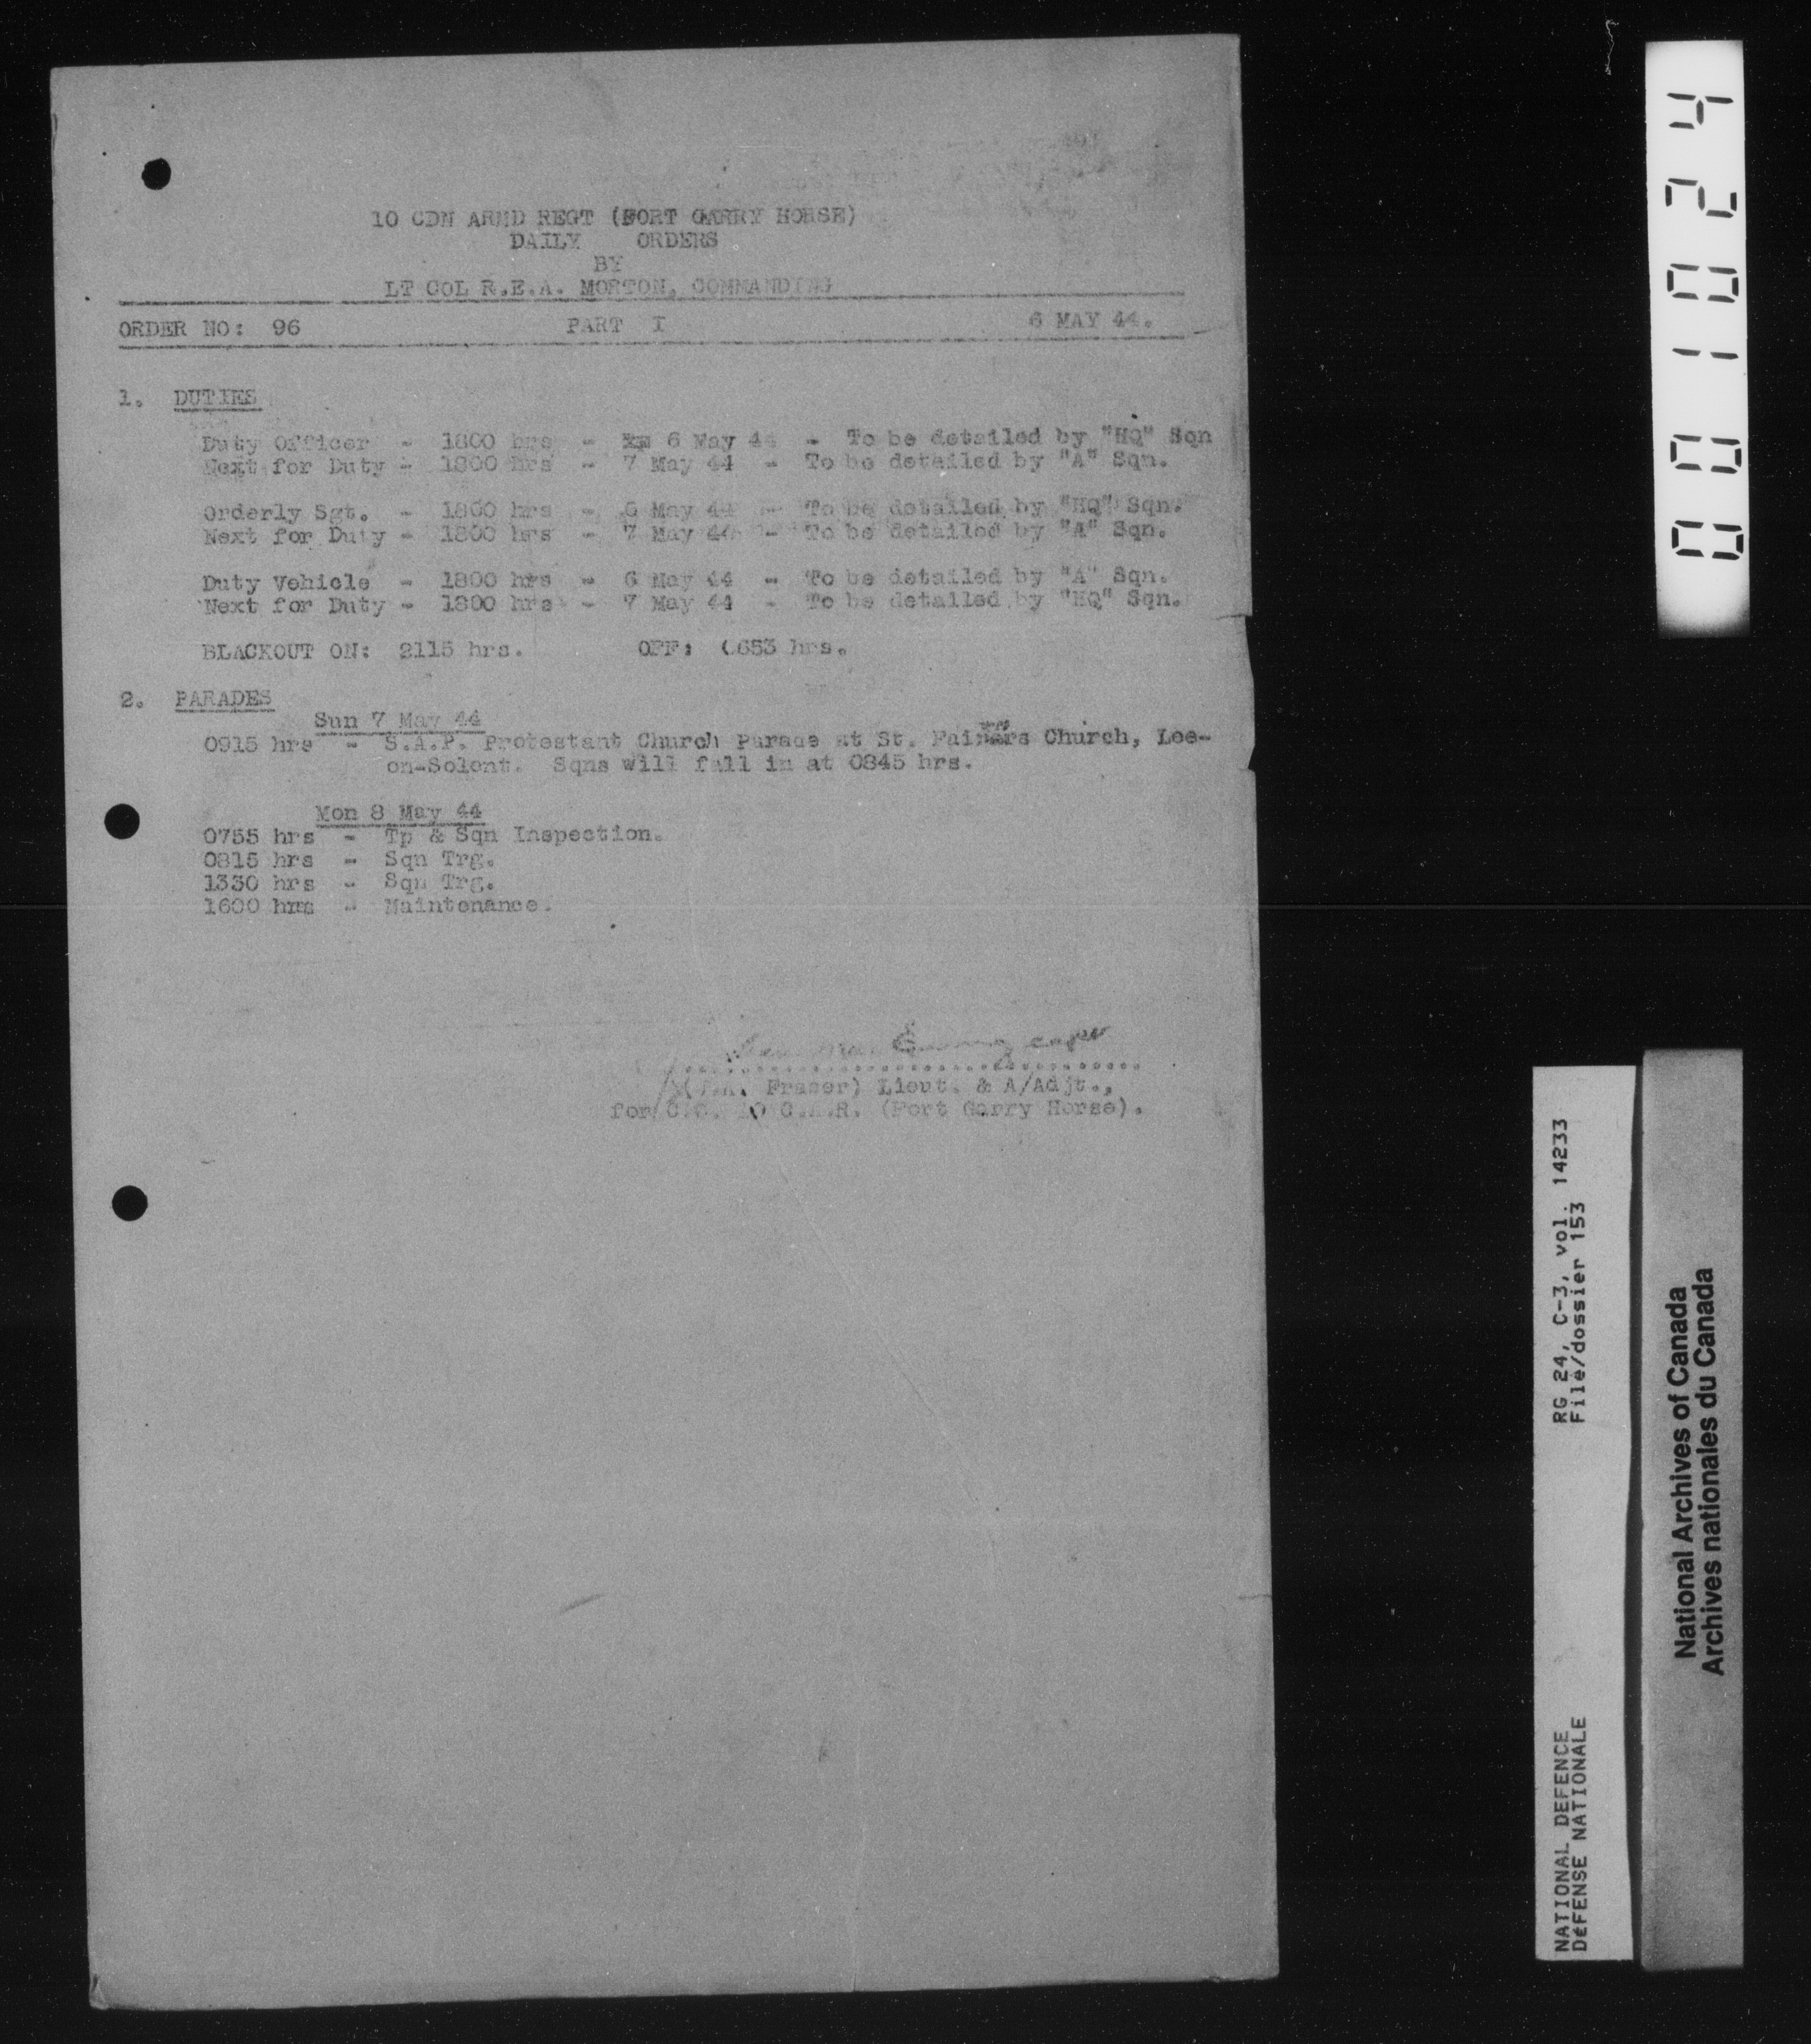 10 CDN ARMD REGT (FORT GARRY HORSE)
DAILY ORDERS
BY
LT COL R.E.A. MORTON, COMMANDING
ORDER NO: 96 PART I 6 MAY 44.
1. DUTIES
Duty Officer - 1800 hrs - 6 May 44 - To be detailed by "HQ" Sqn
Next for Duty - 1800 hrs - 7 May 44 - To be detailed by "A" Sqn.
Orderly Sgt. - 1800 hrs - 6 May 44 - To be detailed by "HQ" Sqn.
Next for Duty - 1800 hrs - 7 May 44 - To be detailed by "A" Sqn.
Duty Vehicle - 1800 hrs - 6 May 44 - To be detailed by "A" Sqn.
Next for Duty - 1800 hrs - 7 May 44 - To be detailed by "HQ" Sqn.
BLACKOUT ON: 2115 hrs. OFF: 0653 hrs.
2. PARADES
Sun 7 May 44
0915 hrs - S.A.P. Protestant Church Parade at St. Church, Lee-
on-Solent. Sqns will fall in at 0845 hrs.
Mon 8 May 44
0755 hrs - Tp & Sqn Inspection.
0815 hrs - Sqn Trg.
1330 hrs - Sqn Trg.
1600 hrs - Maintenance.
capt
Fraser) Lieut. & A/Adjt.,
for O.C. 10 C.A.R. (Fort Garry Horse).
001024
RG 24, C-3, vol. 14233
File/dossier 153
NATIONAL DEFENCE
DéFENSE NATIONALE
National Archives of Canada
Archives nationales du Canada